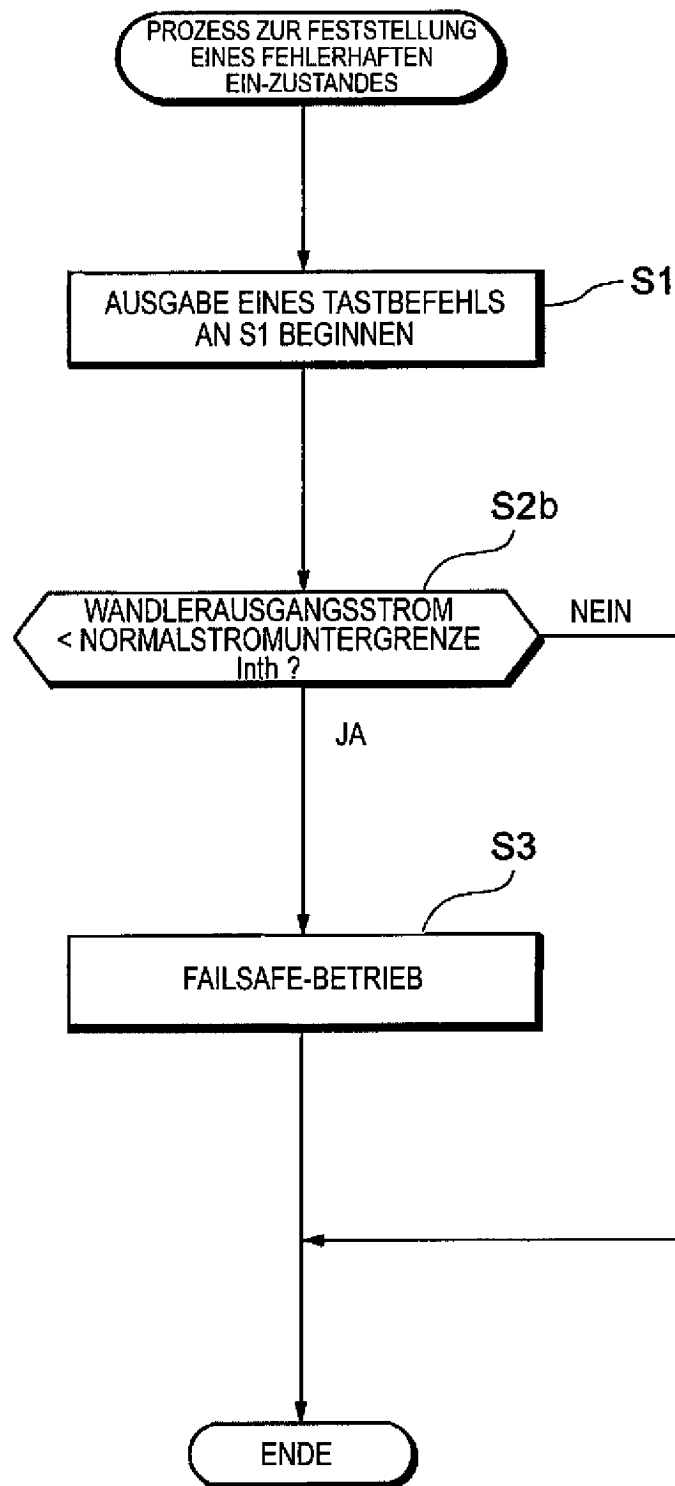 PROZESS ZUR FESTSTELLUNG
EINES FEHLERHAFTEN
EIN-ZUSTANDES
S1
AUSGABE EINES TASTBEFEHLS
AN S1 BEGINNEN
S2b
WANDLERAUSGANGSSTROM
< NORMALSTROMUNTERGRENZE
Inth ?
NEIN
JA
S3
FAILSAFE-BETRIEB
ENDE